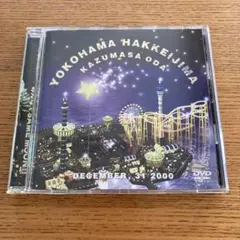 YOKOHAMA HAKKEIJIMA
KAZUMASA ODA
DECEMBER, 31 2000
DVD